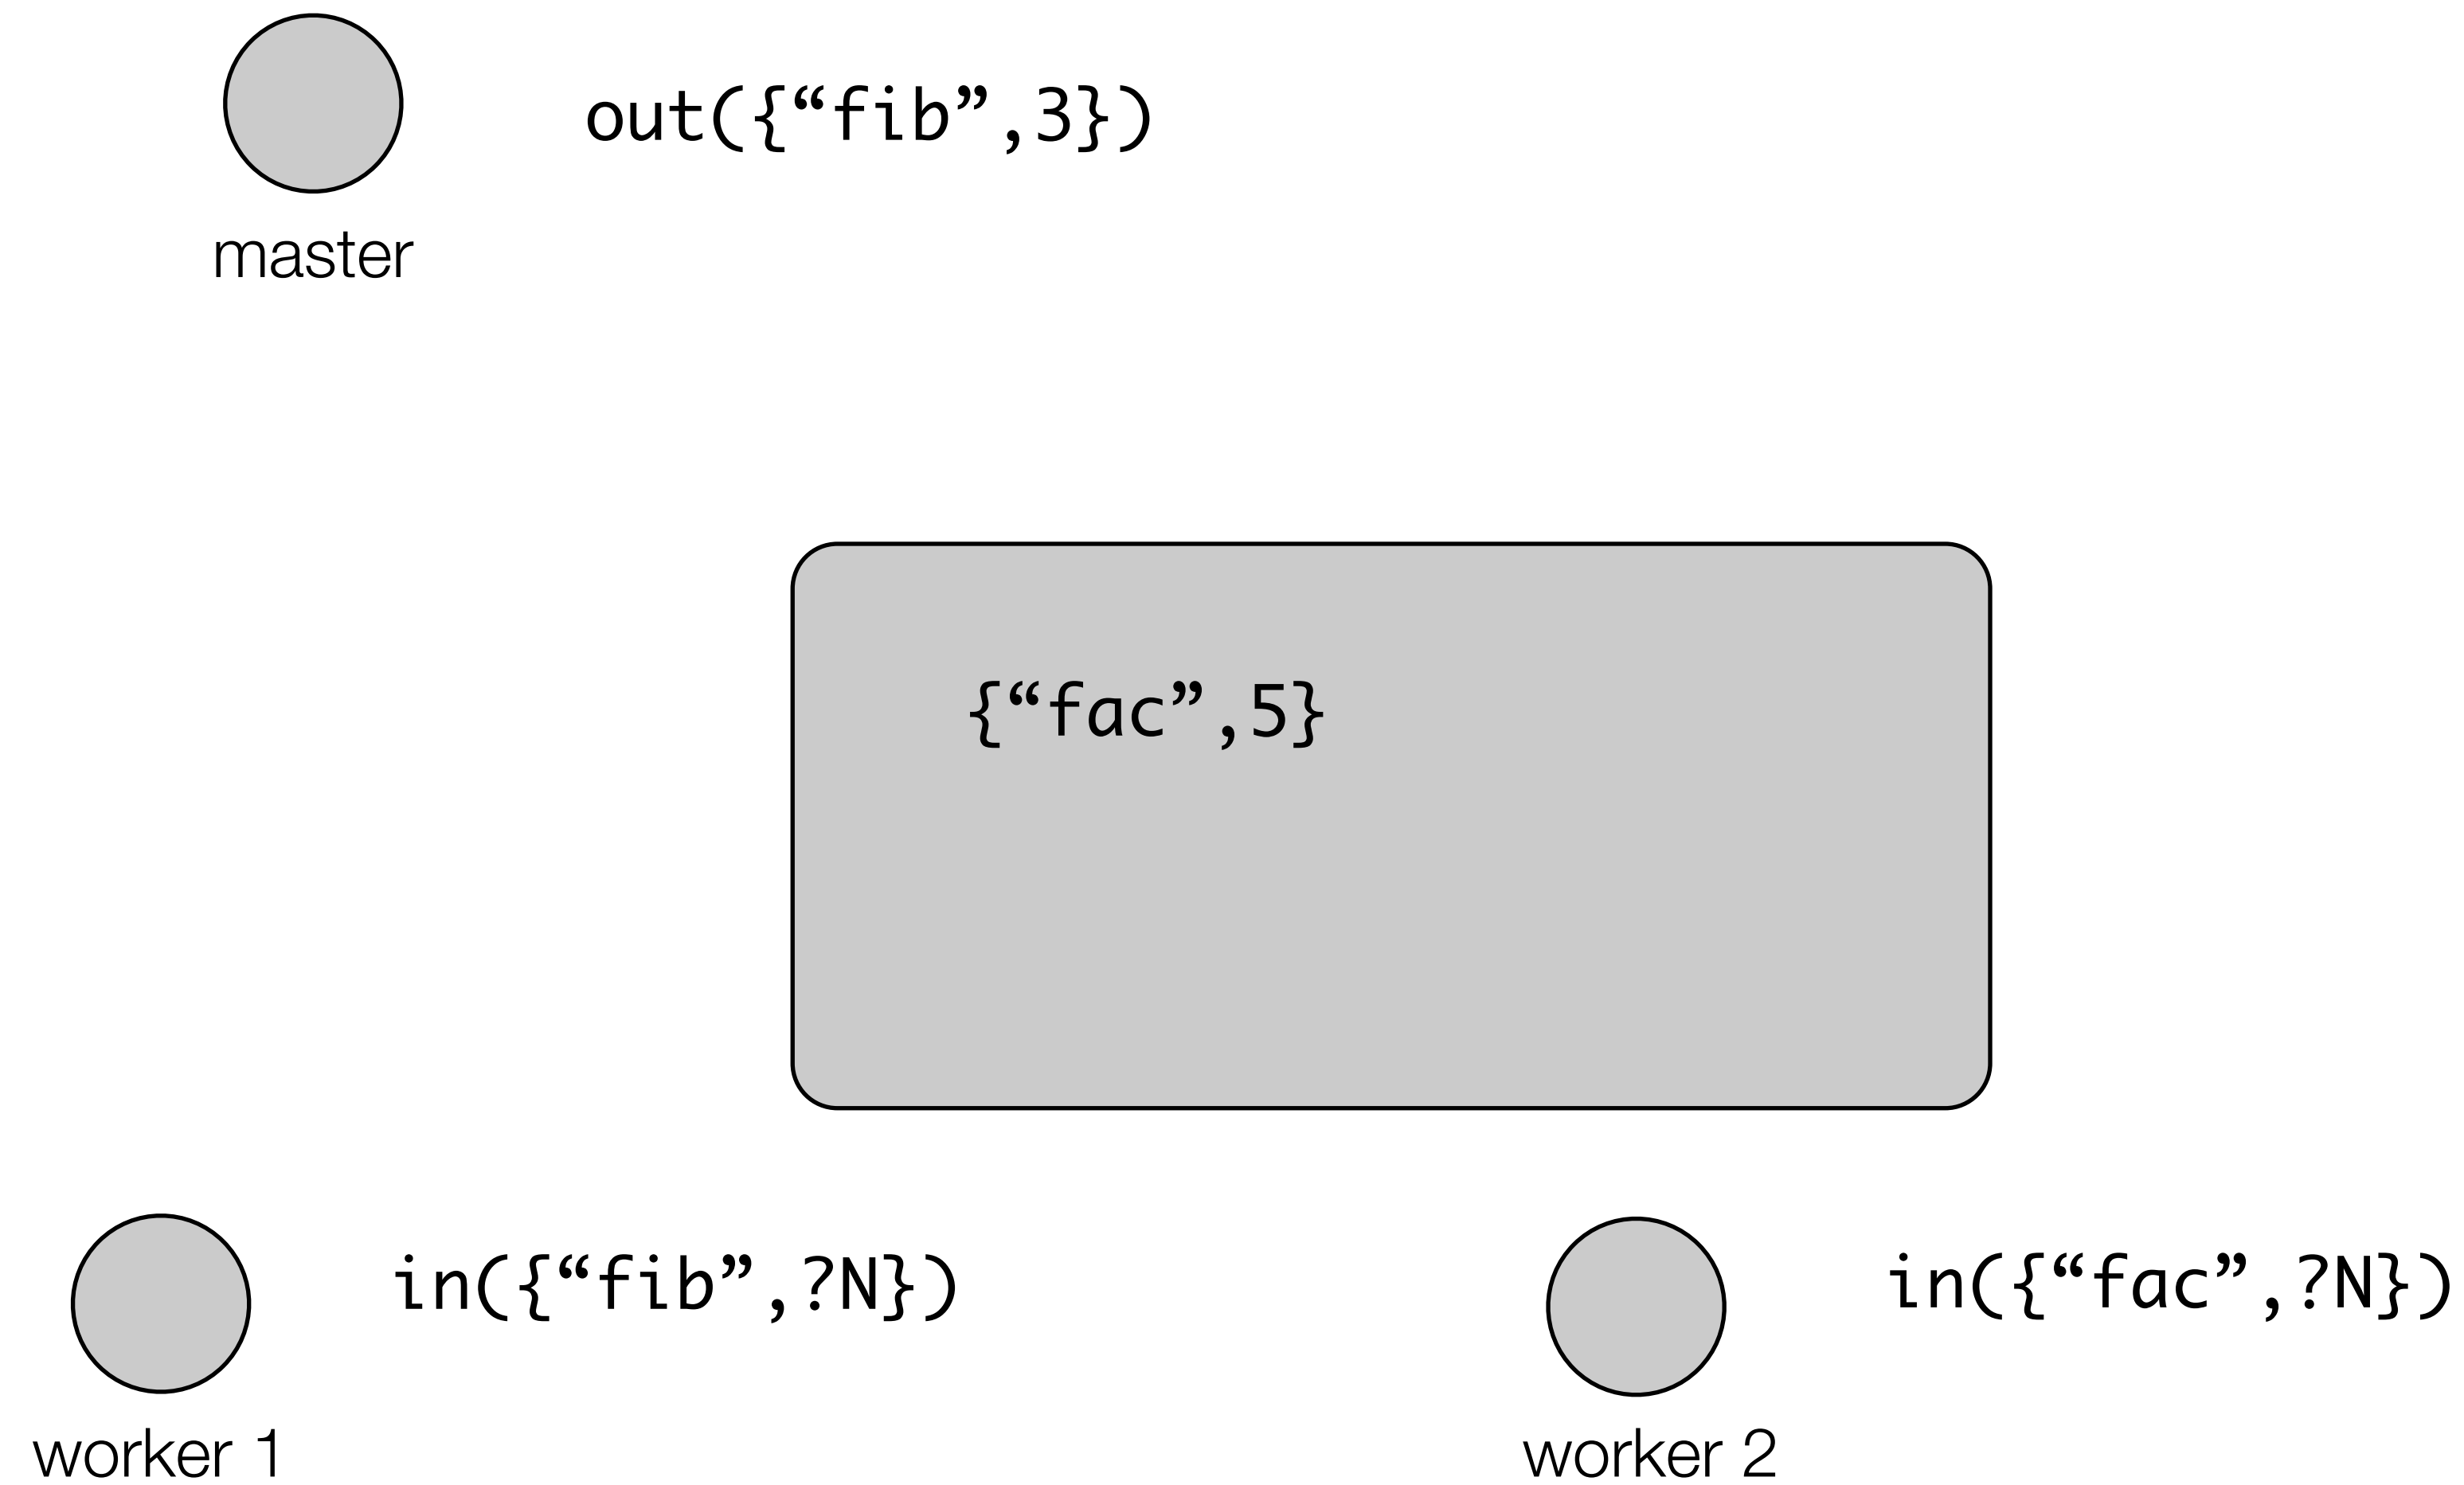 out({“fib”,3})
master
{“fac”,5}
in({“fib”,?N})
in({“fac”,?N})
worker 1
worker 2